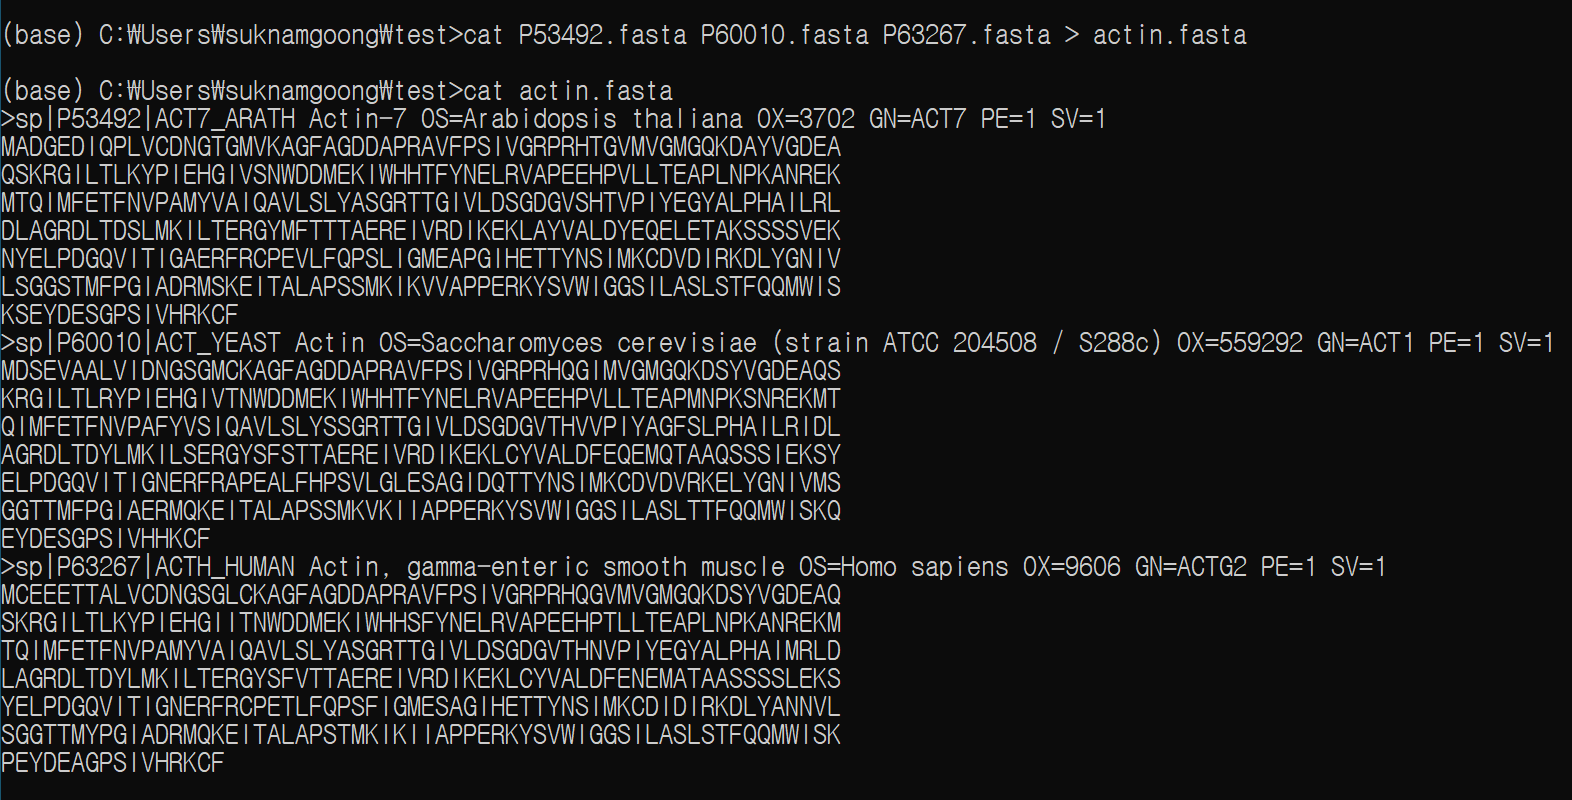 (base) C:₩Users₩suknamgoong₩test>cat P53492.fasta P60010.fasta P63267.fasta > actin.fasta
(base) C:₩Users₩suknamgoong₩test>cat actin.fasta
>sp|P53492|ACT7_ARATH Actin-7 OS=Arabidopsis thaliana OX=3702 GN=ACT7 PE=1 SV=1
MADGEDIQPLVCDNGTGMVKAGFAGDDAPRAVFPSIVGRPRHTGVMVGMGQKDAYVGDEA
QSKRGILTLKYPIEHGIVSNWDDMEKIWHHTFYNELRVAPEEHPVLLTEAPLNPKANREK
MTQIMFETFNVPAMYVAIQAVLSLYASGRTTGIVLDSGDGVSHTVPIYEGYALPHAILRL
DLAGRDLTDSLMKILTERGYMFTTTAEREIVRDIKEKLAYVALDYEQELETAKSSSSVEK
NYELPDGQVITIGAERFRCPEVLFQPSLIGMEAPGIHETTYNSIMKCDVDIRKDLYGNIV
LSGGSTMFPGIADRMSKEITALAPSSMKIKVVAPPERKYSVWIGGSILASLSTFQQMWIS
KSEYDESGPSIVHRKCF
>sp|P60010|ACT_YEAST Actin OS=Saccharomyces cerevisiae (strain ATCC 204508 / S288c) OX=559292 GN=ACT1 PE=1 SV=1
MDSEVAALVIDNGSGMCKAGFAGDDAPRAVFPSIVGRPRHQGIMVGMGQKDSYVGDEAQS
KRGILTLRYPIEHGIVTNWDDMEKIWHHTFYNELRVAPEEHPVLLTEAPMNPKSNREKMT
QIMFETFNVPAFYVSIQAVLSLYSSGRTTGIVLDSGDGVTHVVPIYAGFSLPHAILRIDL
AGRDLTDYLMKILSERGYSFSTTAEREIVRDIKEKLCYVALDFEQEMQTAAQSSSIEKSY
ELPDGQVITIGNERFRAPEALFHPSVLGLESAGIDQTTYNSIMKCDVDVRKELYGNIVMS
GGTTMFPGIAERMQKEITALAPSSMKVKIIAPPERKYSVWIGGSILASLTTFQQMWISKQ
EYDESGPSIVHHKCF
>sp|P63267|ACTH_HUMAN Actin, gamma-enteric smooth muscle OS=Homo sapiens OX=9606 GN=ACTG2 PE=1 SV=1
MCEEETTALVCDNGSGLCKAGFAGDDAPRAVFPSIVGRPRHQGVMVGMGQKDSYVGDEAQ
SKRGILTLKYPIEHGIITNWDDMEKIWHHSFYNELRVAPEEHPTLLTEAPLNPKANREKM
TQIMFETFNVPAMYVAIQAVLSLYASGRTTGIVLDSGDGVTHNVPIYEGYALPHAIMRLD
LAGRDLTDYLMKILTERGYSFVTTAEREIVRDIKEKLCYVALDFENEMATAASSSSLEKS
YELPDGQVITIGNERFRCPETLFQPSFIGMESAGIHETTYNSIMKCDIDIRKDLYANNVL
SGGTTMYPGIADRMQKEITALAPSTMKIKIIAPPERKYSVWIGGSILASLSTFQQMWISK
PEYDEAGPSIVHRKCF